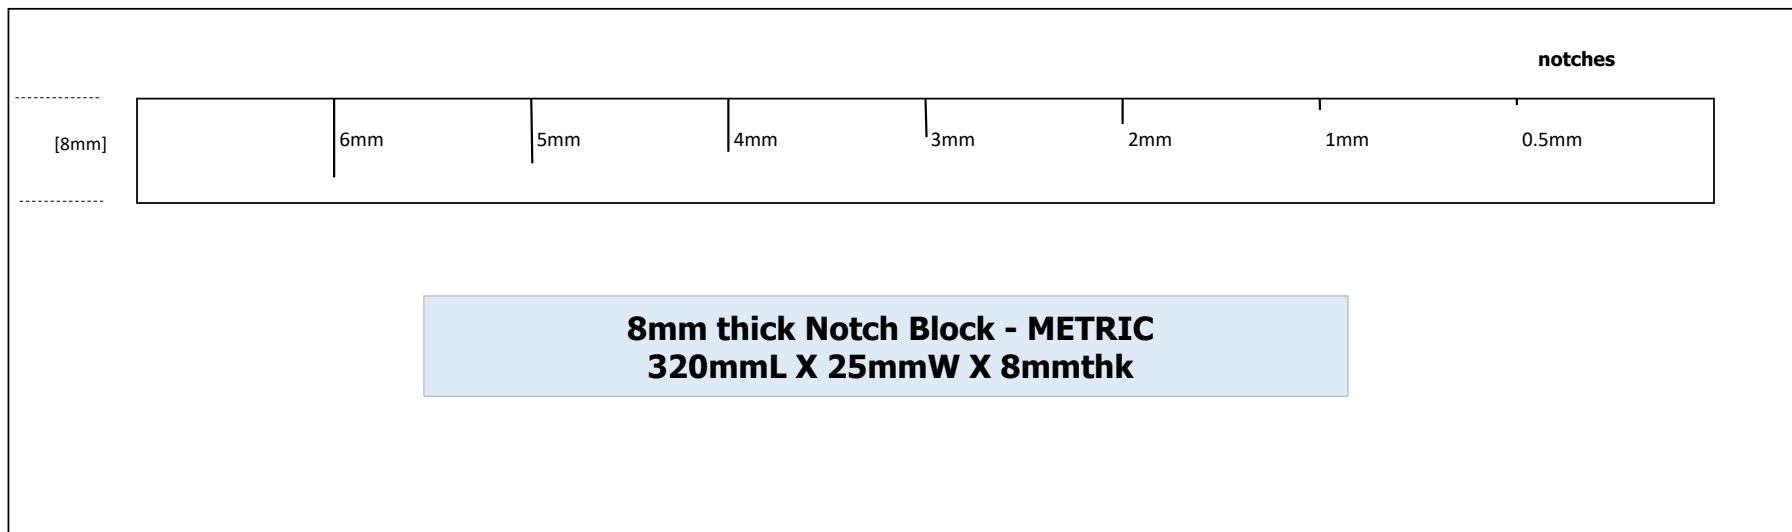 notches
[8mm]
6mm
5mm
4mm
3mm
2mm
1mm
0.5mm
8mm thick Notch Block - METRIC
320mmL X 25mmW X 8mmthk